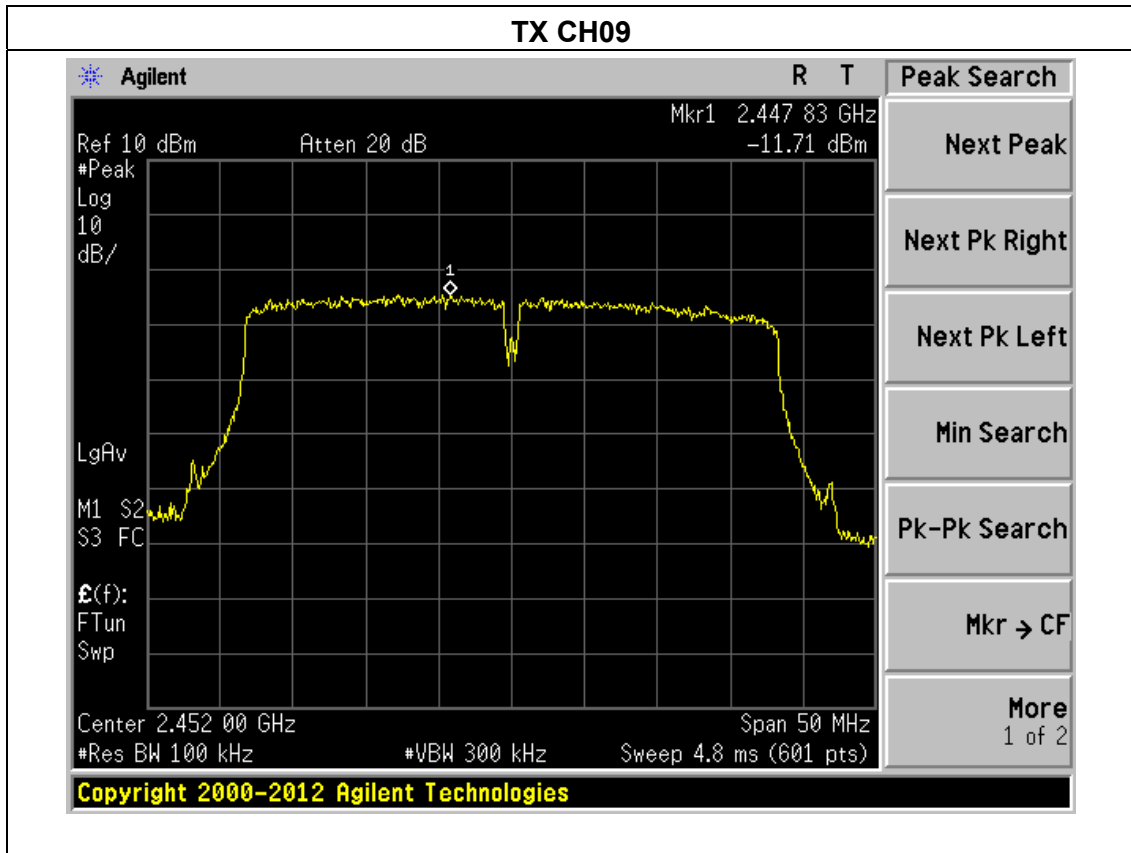 TX CH09
Agilent R T
Peak Search
Mkr1 2.447 83 GHz
Ref 10 dBm Atten 20 dB -11.71 dBm
#Peak
Log
10
dB/
1
LgAv
M1 S2
S3 FC
£(f):
FTun
Swp
Center 2.452 00 GHz Span 50 MHz
#Res BW 100 kHz #VBW 300 kHz Sweep 4.8 ms (601 pts)
Copyright 2000-2012 Agilent Technologies
Next Peak
Next Pk Right
Next Pk Left
Min Search
Pk-Pk Search
Mkr → CF
More
1 of 2